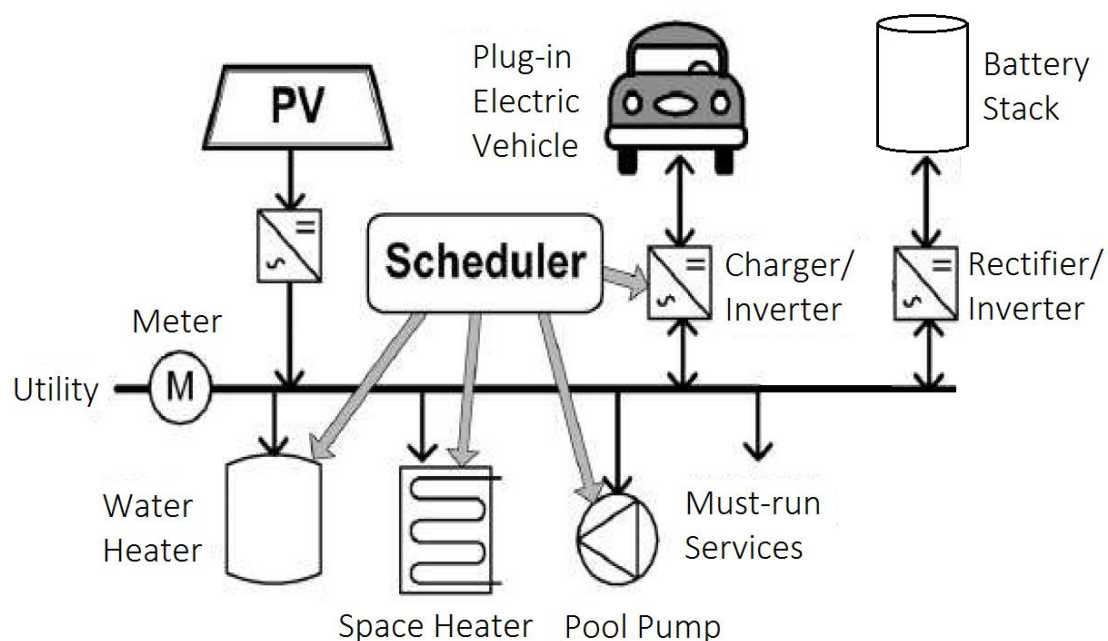 PV
Plug-in
Electric
Vehicle
Battery
Stack
Scheduler
Charger/
Inverter
Rectifier/
Inverter
Meter
Utility
M
Water
Heater
Space Heater
Pool Pump
Must-run
Services